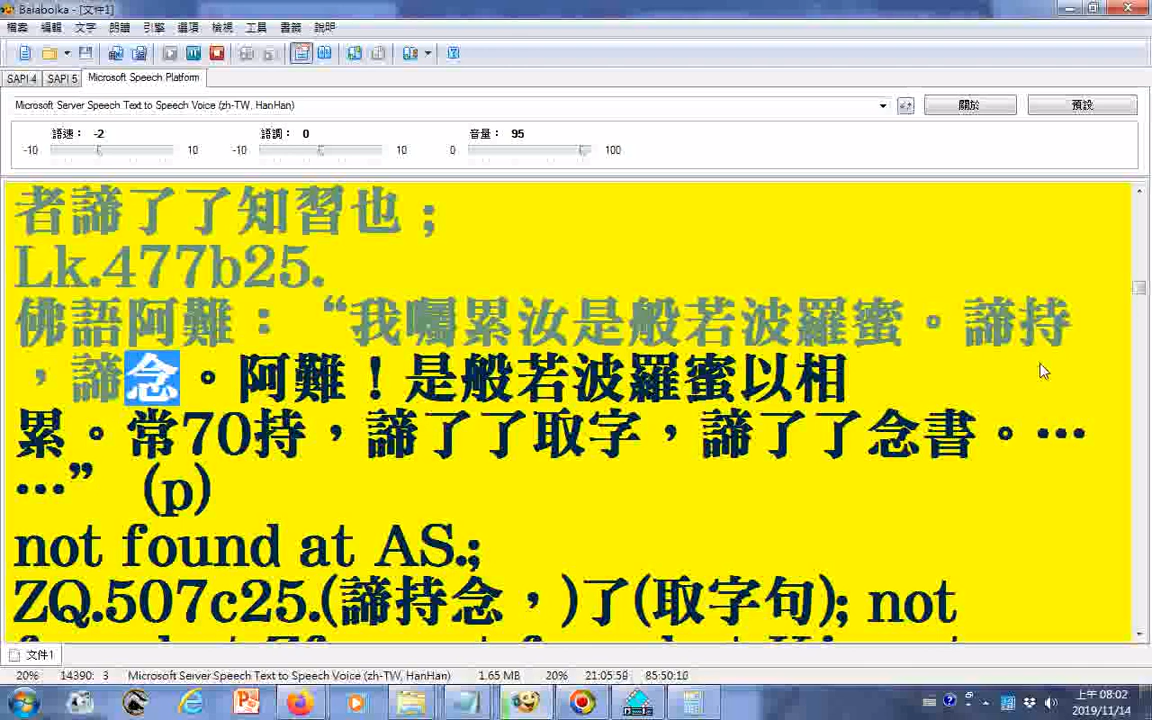 Balabolka - [文件1]
檔案 編輯 文字 朗讀 引擎 選項 檢視 工具 書籤 說明
SAPI 4 SAPI 5 Microsoft Speech Platform
Microsoft Server Speech Text to Speech Voice (zh-TW, HanHan) 關於 預設
語速： -2 語調： 0 音量： 95
-10 10 -10 10 0 100
者諦了了知習也；
Lk.477b25.
佛語阿難：“我囑累汝是般若波羅蜜。諦持
，諦念。阿難！是般若波羅蜜以相
累。常70持，諦了了取字，諦了了念書。…
…” (p)
not found at AS.;
ZQ.507c25.(諦持念，)了(取字句); not
文件1
20% 14390: 3 Microsoft Server Speech Text to Speech Voice (zh-TW, HanHan) 1.65 MB 20% 21:05:59 85:50:10
上午 08:02
2019/11/14